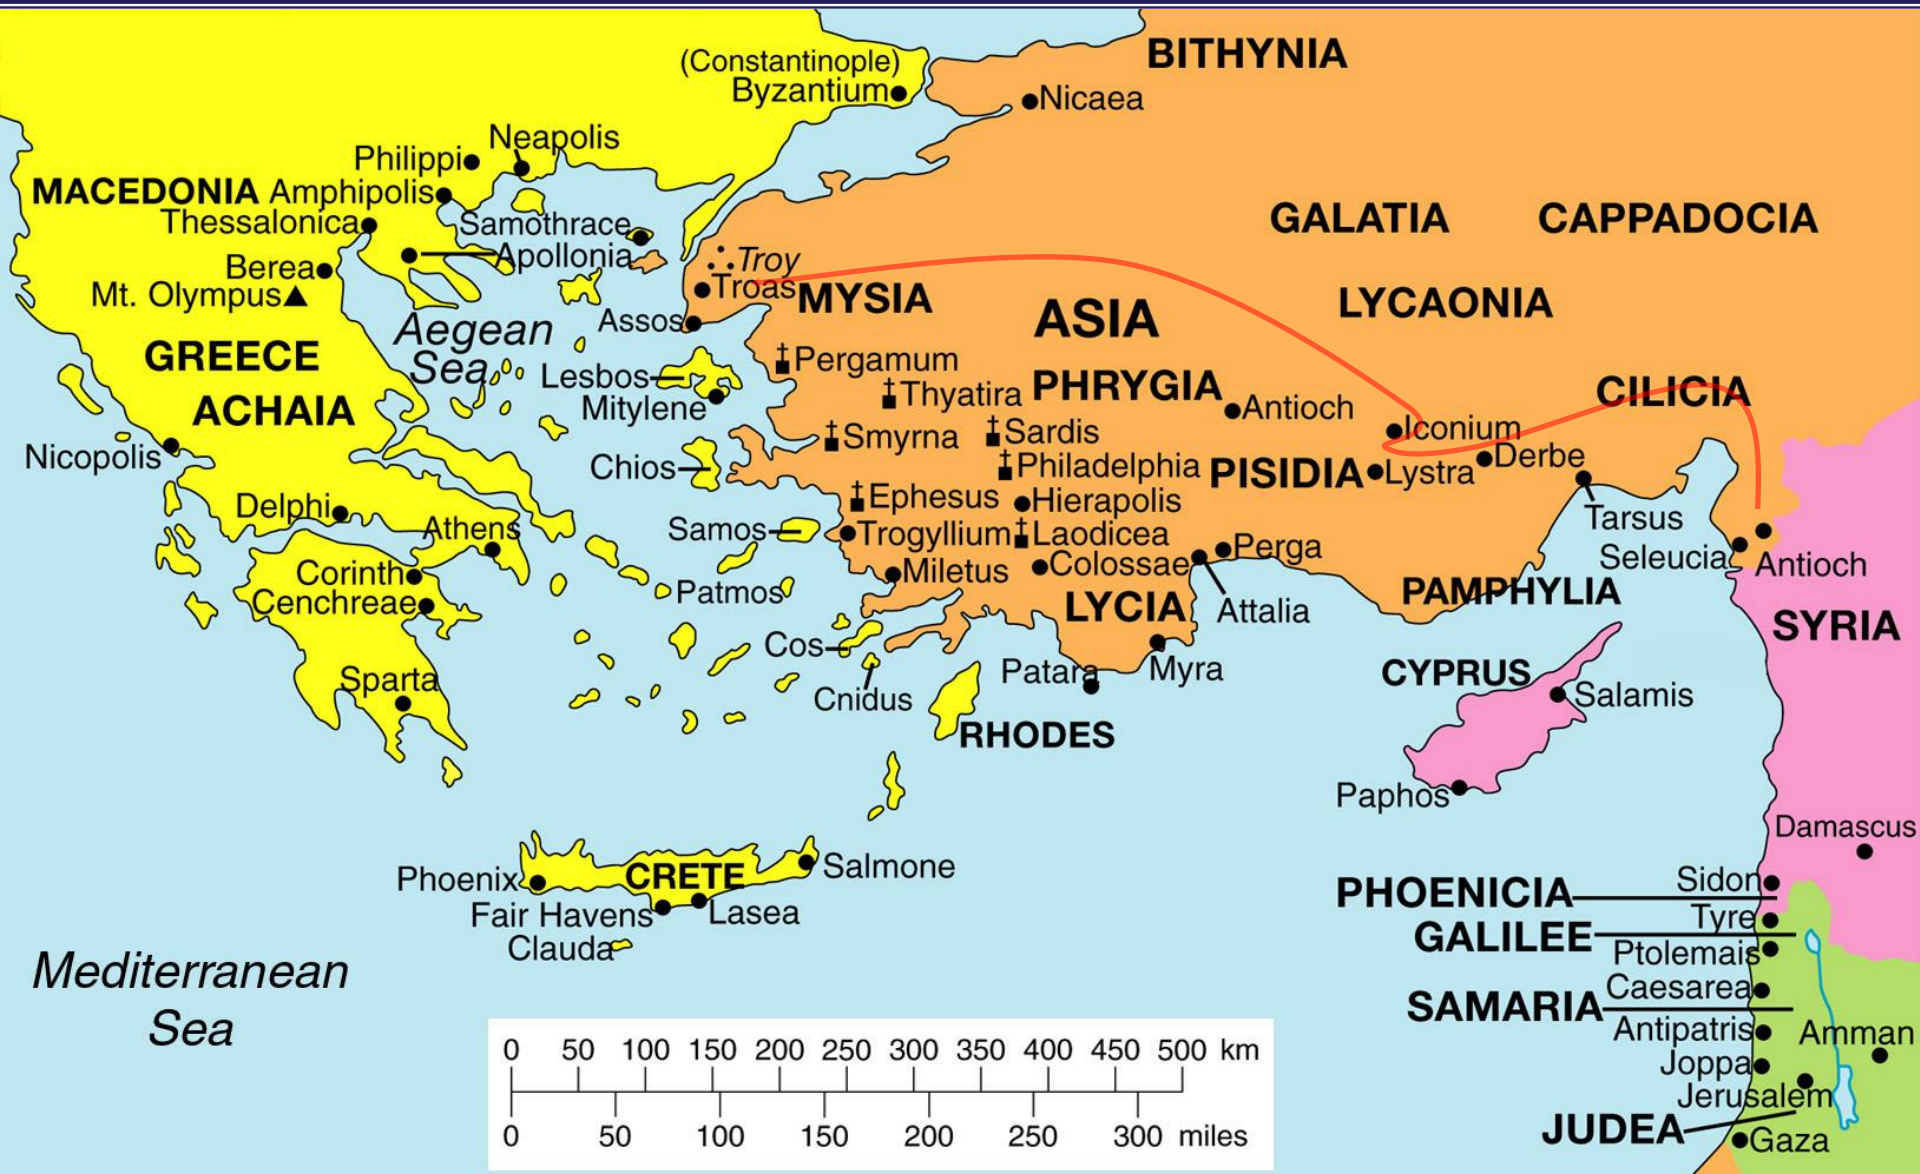 BITHYNIA
(Constantinople)
Byzantium
Nicaea
Neapolis
Philippi
MACEDONIA
Amphipolis
Thessalonica
Samothrace
Apollonia
GALATIA
CAPPADOCIA
Berea
Troy
Troas
Mt. Olympus
MYSIA
ASIA
LYCAONIA
Assos
Aegean
Sea
GREECE
Pergamum
Lesbos
Thyatira
PHRYGIA
CILICIA
ACHAIA
Mitylene
Antioch
Smyrna
Sardis
Iconium
Nicopolis
Chios
Philadelphia
PISIDIA
Lystra
Derbe
Ephesus
Hierapolis
Delphi
Athens
Samos
Trogyllium
Laodicea
Tarsus
Perga
Seleucia
Antioch
Corinth
Miletus
Colossae
Cenchreae
Patmos
LYCIA
Attalia
PAMPHYLIA
SYRIA
Cos
Sparta
Patara
Myra
CYPRUS
Cnidus
Salamis
RHODES
Paphos
Damascus
Phoenix
CRETE
Salmone
Fair Havens
Lasea
Clauda
PHOENICIA
Sidon
Tyre
GALILEE
Ptolemais
Mediterranean
Sea
Caesarea
SAMARIA
Antipatris
Amman
Joppa
Jerusalem
JUDEA
Gaza
0 50 100 150 200 250 300 350 400 450 500 km
0 50 100 150 200 250 300 miles